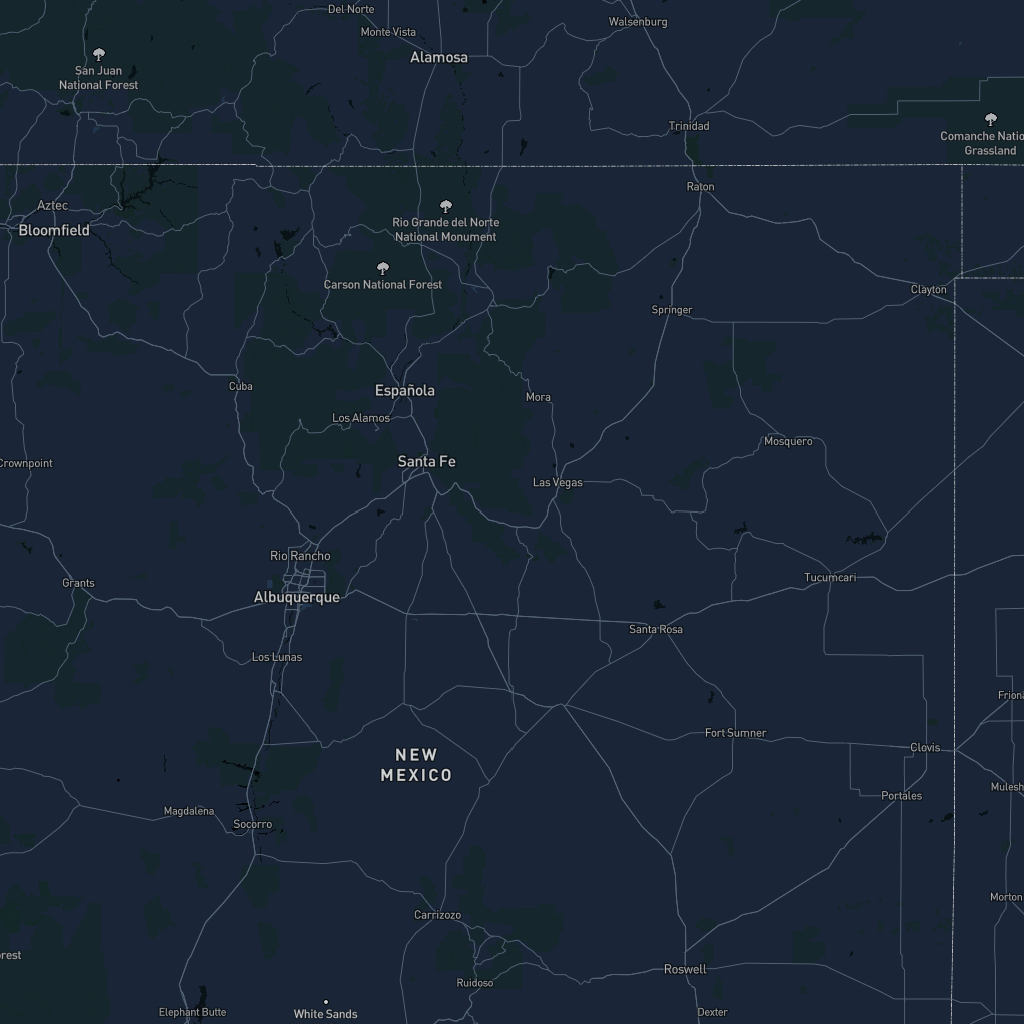 Del Norte
Walsenburg
Monte Vista
Alamosa
San Juan
National Forest
Trinidad
Comanche Natio
Grassland
Raton
Aztec
Rio Grande del Norte
National Monument
Bloomfield
Carson National Forest
Clayton
Springer
Cuba
Española
Mora
Los Alamos
Mosquero
Santa Fe
Crownpoint
Las Vegas
Rio Rancho
Tucumcari
Grants
Albuquerque
Santa Rosa
Los Lunas
Friona
Fort Sumner
Clovis
NEW
MEXICO
Mulesh
Portales
Magdalena
Socorro
Morton
Carrizozo
orest
Roswell
Ruidoso
Elephant Butte
White Sands
Dexter